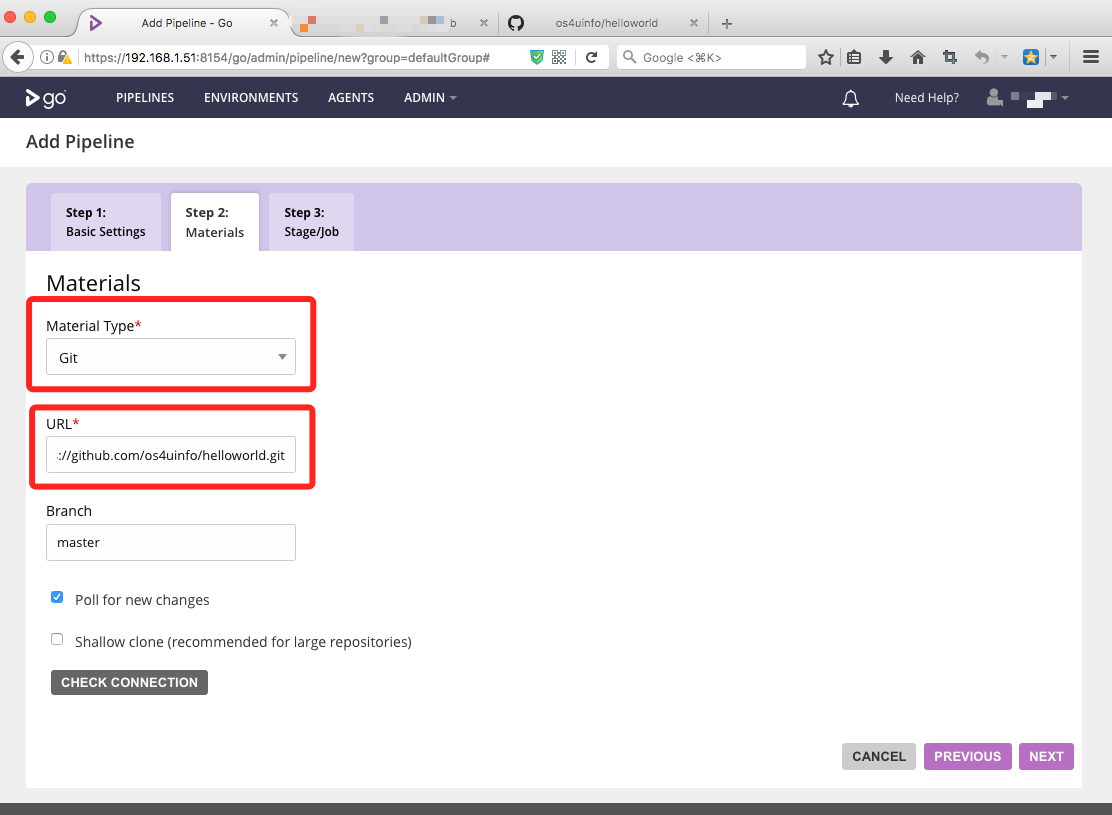 Add Pipeline - Go
b
os4uinfo/helloworld
https://192.168.1.51:8154/go/admin/pipeline/new?group=defaultGroup#
Google <⌘K>
go PIPELINES ENVIRONMENTS AGENTS ADMIN Need Help?
Add Pipeline
Step 1:
Basic Settings
Step 2:
Materials
Step 3:
Stage/Job
Materials
Material Type*
Git
URL*
://github.com/os4uinfo/helloworld.git
Branch
master
Poll for new changes
Shallow clone (recommended for large repositories)
CHECK CONNECTION
CANCEL PREVIOUS NEXT